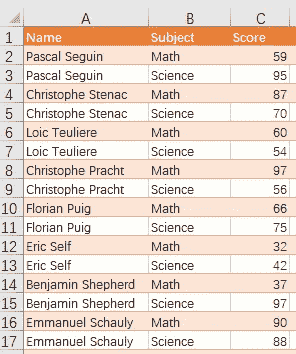 A B C
1 Name Subject Score
2 Pascal Seguin Math 59
3 Pascal Seguin Science 95
4 Christophe Stenac Math 87
5 Christophe Stenac Science 70
6 Loic Teuliere Math 60
7 Loic Teuliere Science 54
8 Christophe Pracht Math 97
9 Christophe Pracht Science 56
10 Florian Puig Math 66
11 Florian Puig Science 75
12 Eric Self Math 32
13 Eric Self Science 42
14 Benjamin Shepherd Math 37
15 Benjamin Shepherd Science 97
16 Emmanuel Schauly Math 90
17 Emmanuel Schauly Science 88